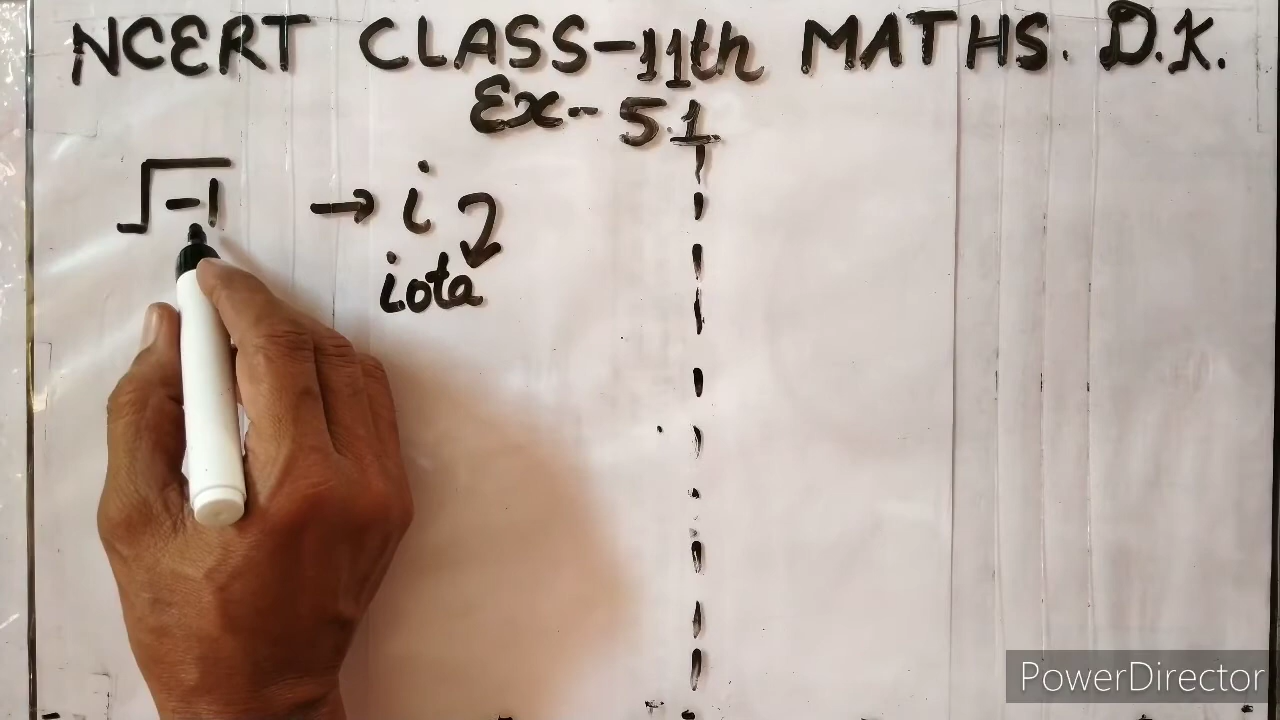 NCERT CLASS-11th MATHS. D.K.
Ex-5.1
√-1 → i
iota
PowerDirector